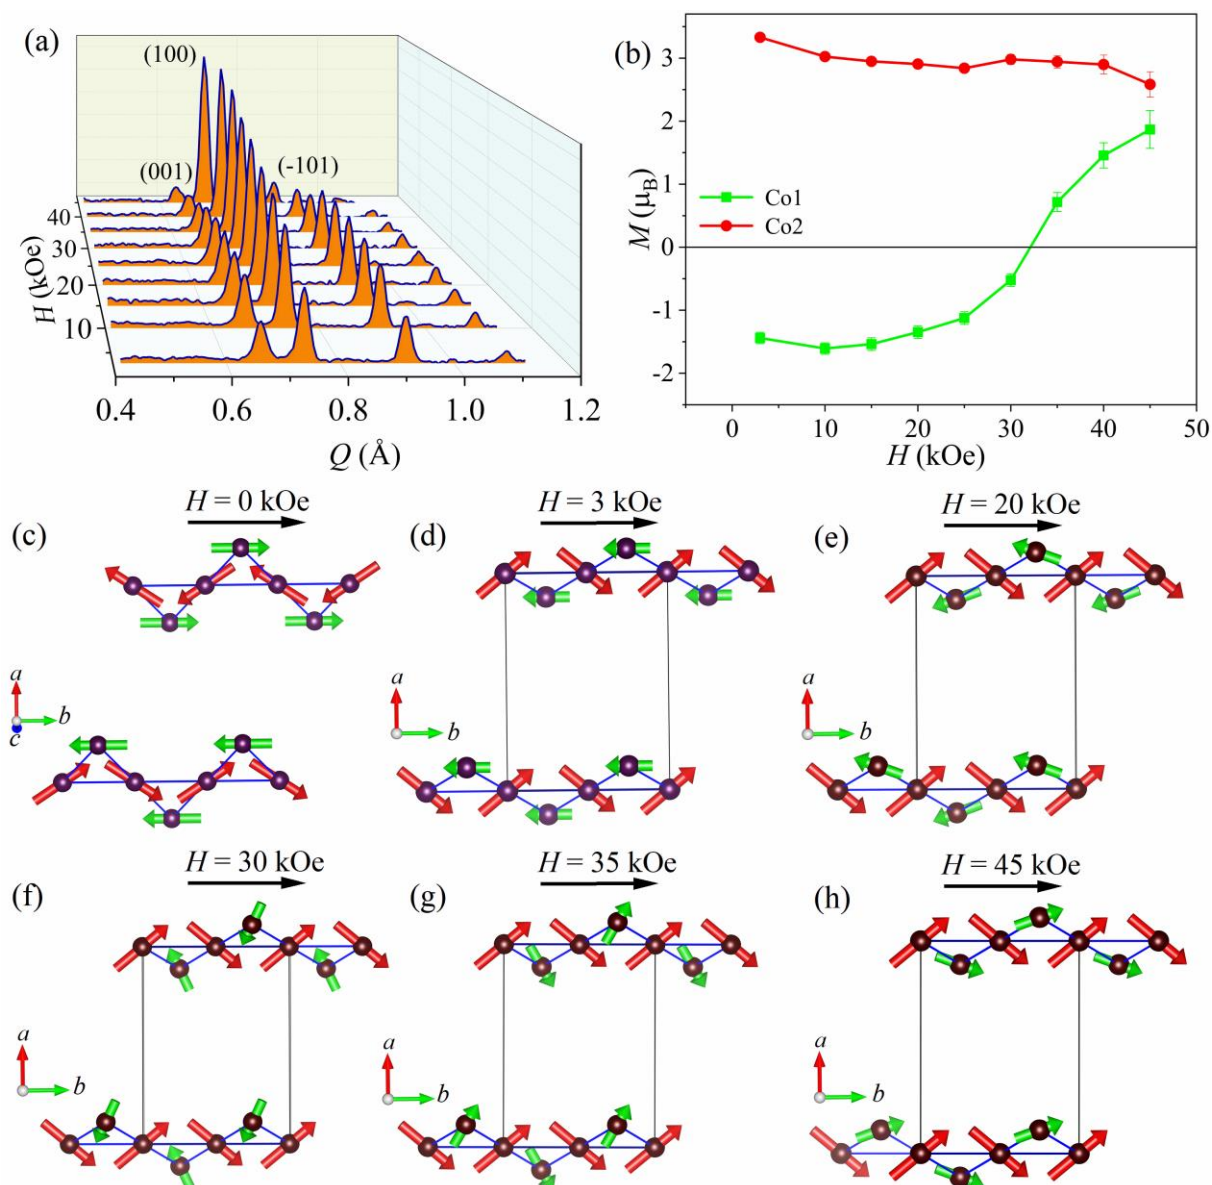 (a)
(100)
(001)
(-101)
40
30
20
10
H (kOe)
0.4 0.6 0.8 1.0 1.2
Q (Å)
(b)
3
2
1
0
-1
-2
M (μB)
Co1
Co2
0 10 20 30 40 50
H (kOe)
(c)
H = 0 kOe
a
b
c
(d)
H = 3 kOe
a
b
(e)
H = 20 kOe
a
b
(f)
H = 30 kOe
a
b
(g)
H = 35 kOe
a
b
(h)
H = 45 kOe
a
b